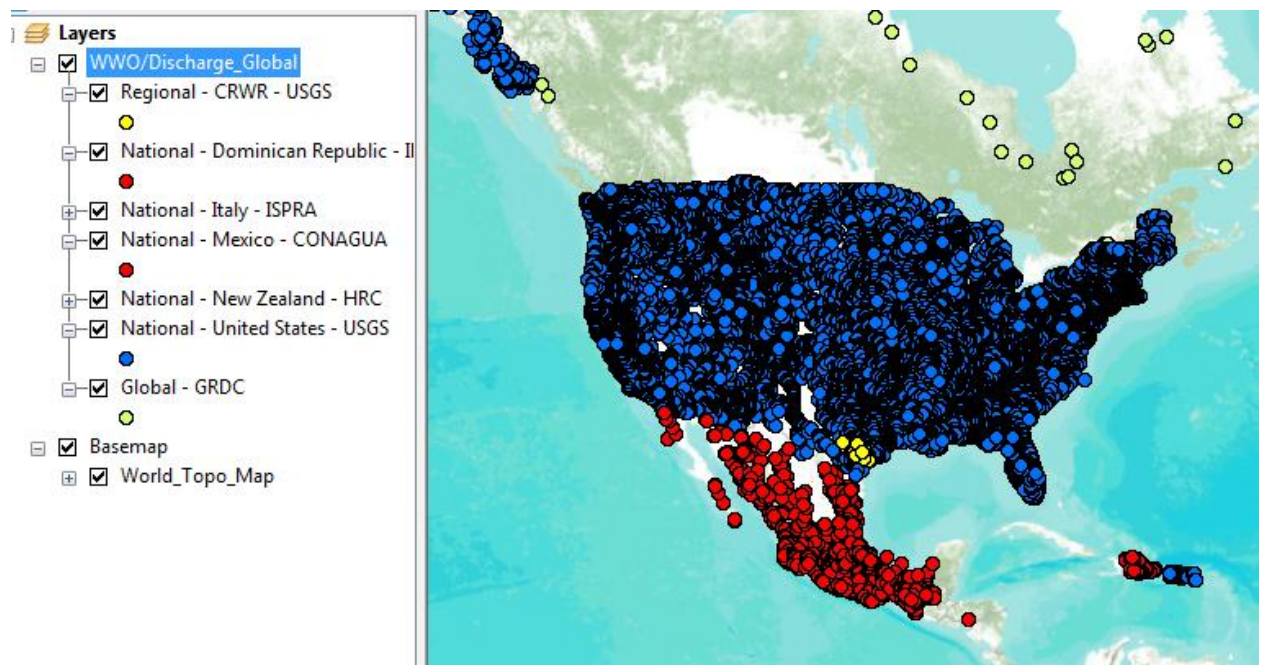 Layers
WWO/Discharge_Global
Regional - CRWR - USGS
National - Dominican Republic - II
National - Italy - ISPRA
National - Mexico - CONAGUA
National - New Zealand - HRC
National - United States - USGS
Global - GRDC
Basemap
World_Topo_Map